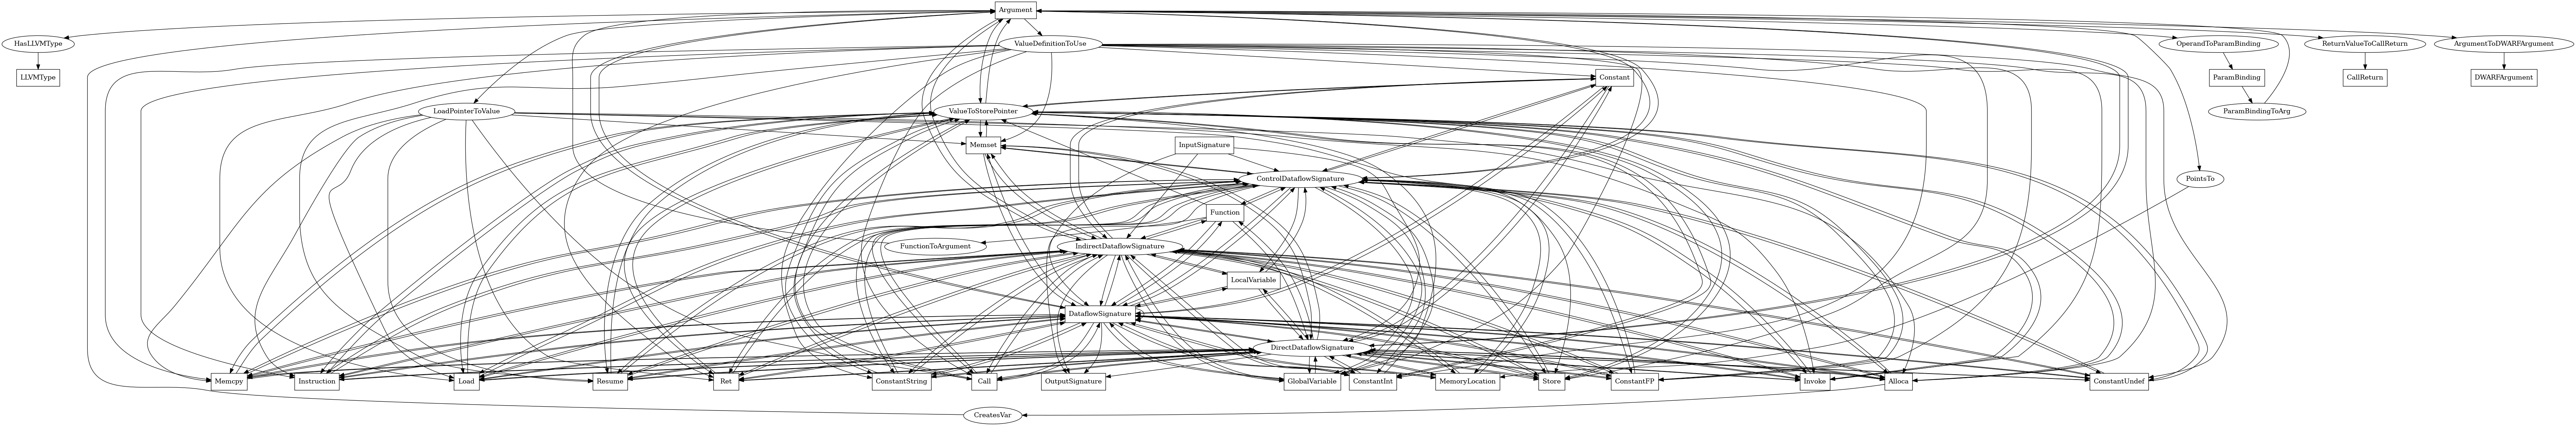 Argument
HasLLVMType
ValueDefinitionToUse
OperandToParamBinding
ReturnValueToCallReturn
ArgumentToDWARFArgument
LLVMType
Constant
ParamBinding
CallReturn
DWARFArgument
LoadPointerToValue
ValueToStorePointer
ParamBindingToArg
Memset
InputSignature
ControlDataflowSignature
PointsTo
Function
FunctionToArgument
IndirectDataflowSignature
LocalVariable
DataflowSignature
DirectDataflowSignature
Memcpy
Instruction
Load
Resume
Ret
ConstantString
Call
OutputSignature
GlobalVariable
ConstantInt
MemoryLocation
Store
ConstantFP
Invoke
Alloca
ConstantUndef
CreatesVar